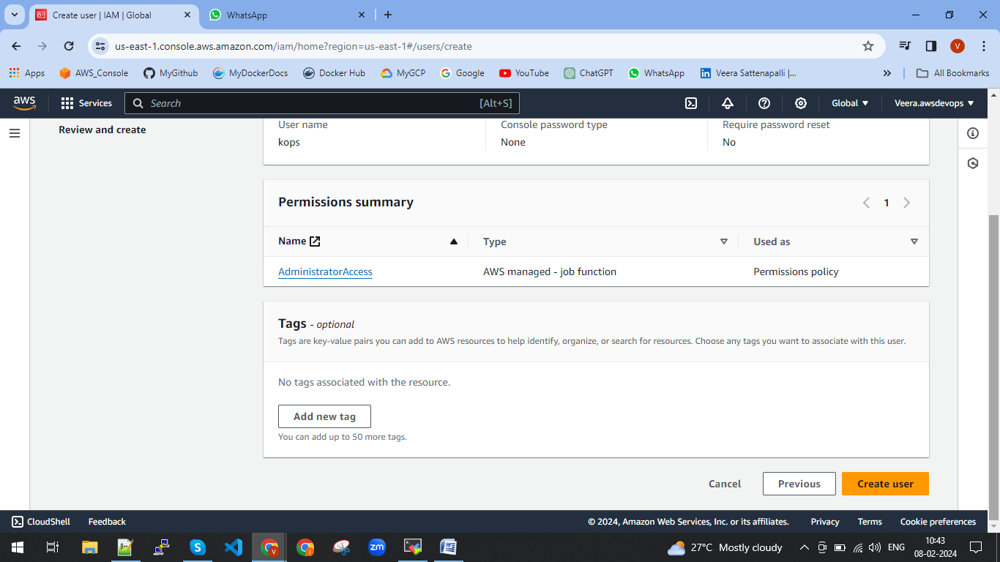 Create user | IAM | Global
WhatsApp
us-east-1.console.aws.amazon.com/iam/home?region=us-east-1#/users/create
V
Apps
AWS_Console
MyGithub
MyDockerDocs
Docker Hub
MyGCP
Google
YouTube
ChatGPT
WhatsApp
Veera Sattenapalli |...
All Bookmarks
aws
Services
Search
[Alt+S]
Global
Veera.awsdevops
Review and create
User name
Console password type
Require password reset
kops
None
No
Permissions summary
1
Name
Type
Used as
AdministratorAccess
AWS managed - job function
Permissions policy
Tags - optional
Tags are key-value pairs you can add to AWS resources to help identify, organize, or search for resources. Choose any tags you want to associate with this user.
No tags associated with the resource.
Add new tag
You can add up to 50 more tags.
Cancel
Previous
Create user
CloudShell
Feedback
© 2024, Amazon Web Services, Inc. or its affiliates.
Privacy
Terms
Cookie preferences
27°C Mostly cloudy
ENG
10:43
08-02-2024